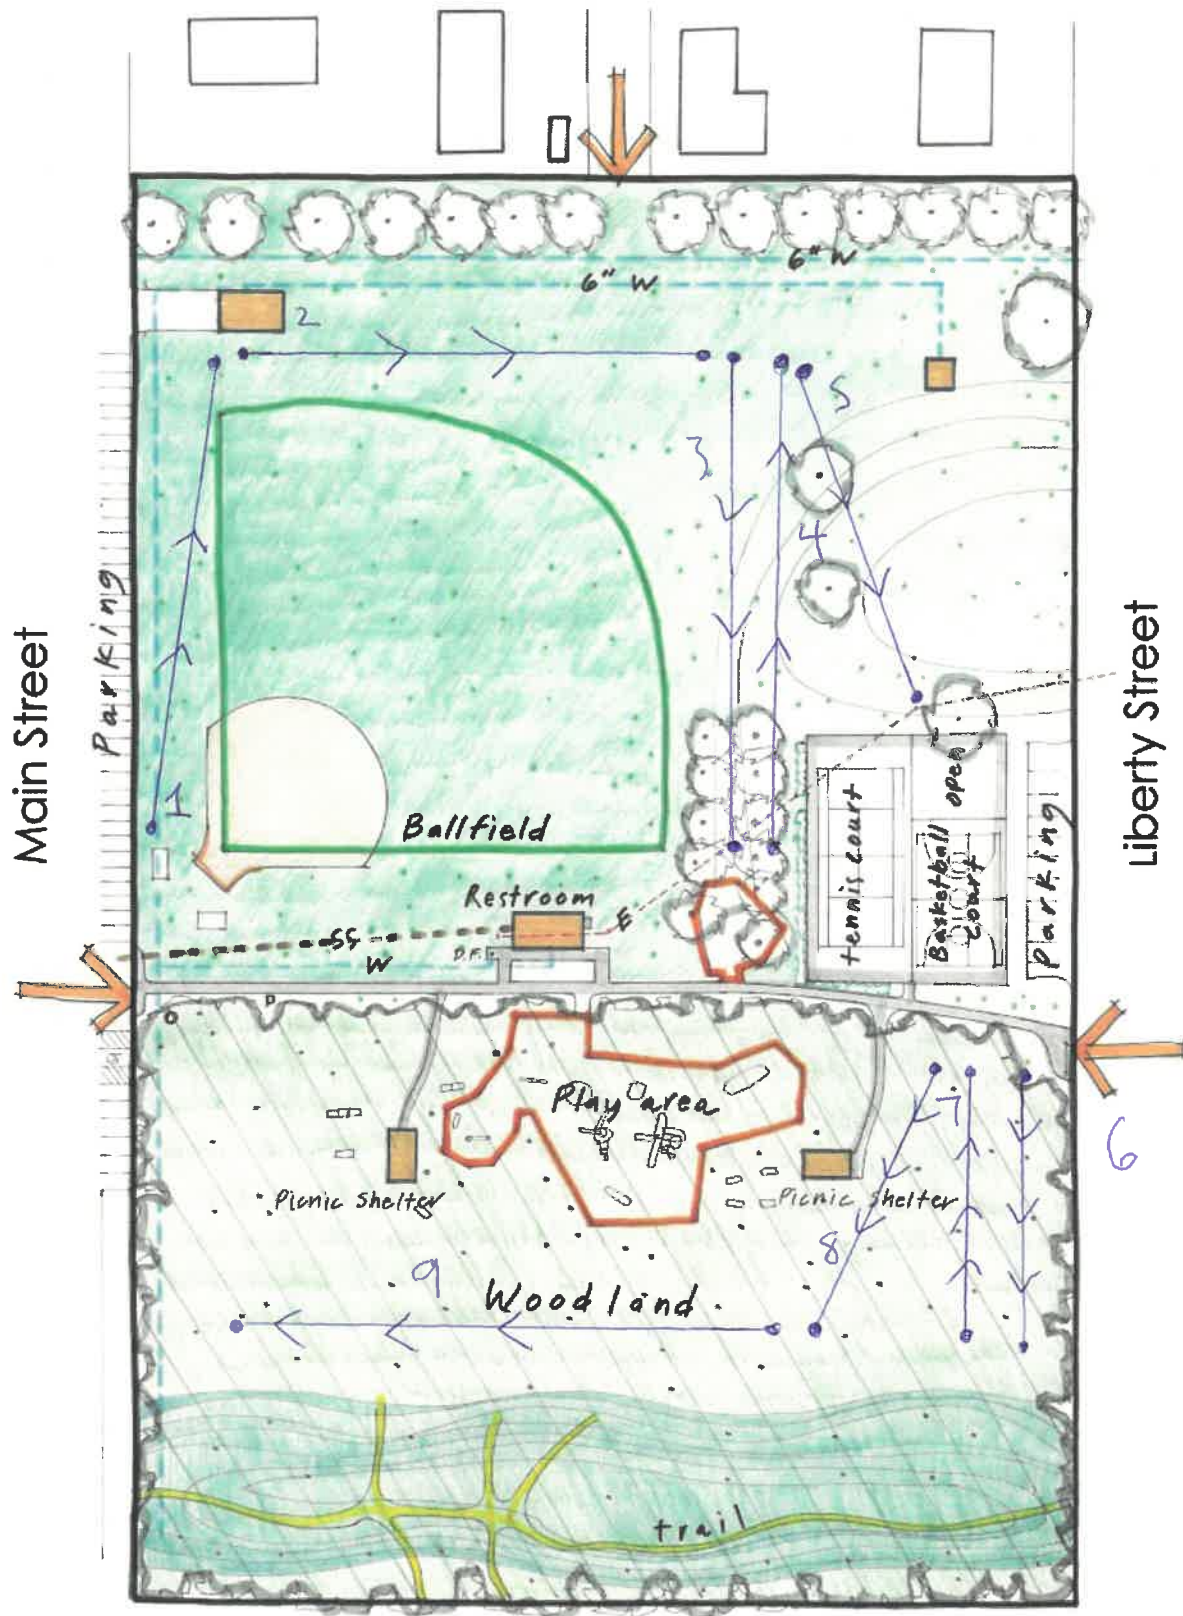 6" W
6" W
2
5
3
4
Main Street
Parking
1
Ballfield
Liberty Street
tennis court
Basketball
court
open
Parking
Restroom
E
SS
W
D.F.
Play area
7
6
Picnic Shelter
Picnic Shelter
8
9
Woodland
trail